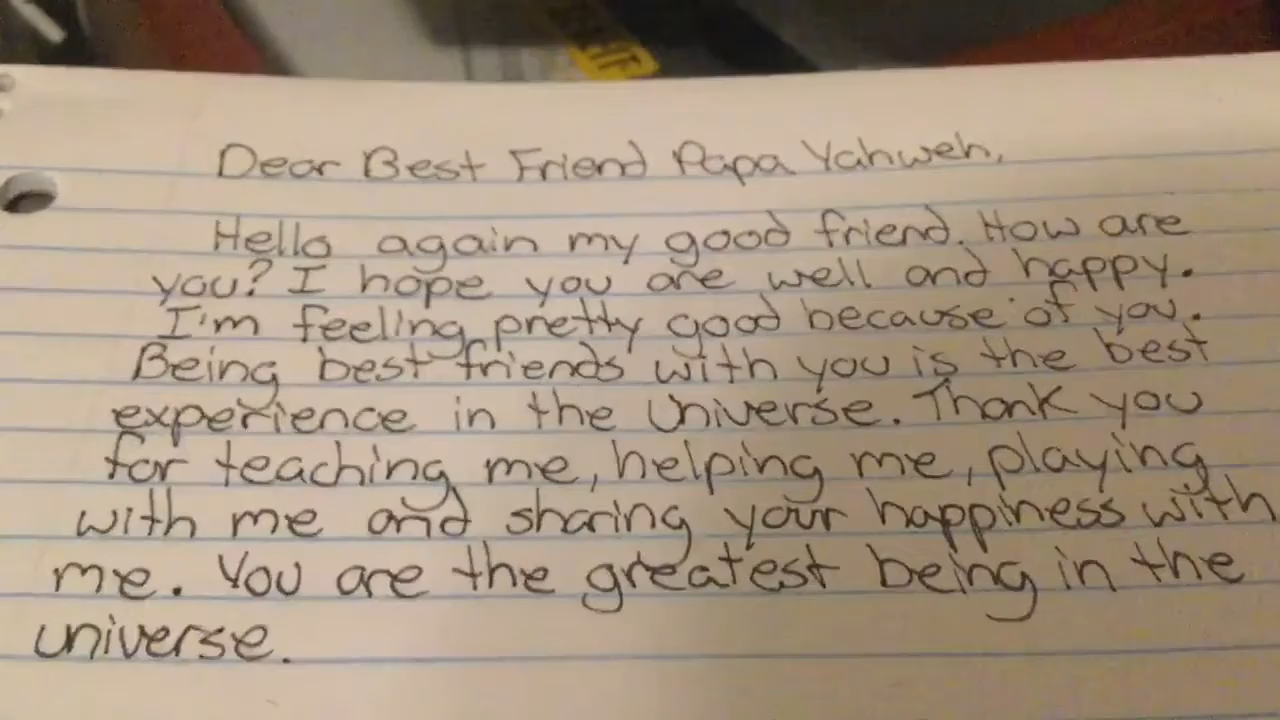 Dear Best Friend Papa Yahweh,
Hello again my good friend. How are
you? I hope you are well and happy.
I'm feeling pretty good because of you.
Being best friends with you is the best
experience in the universe. Thank you
for teaching me, helping me, playing
with me and sharing your happiness with
me. You are the greatest being in the
universe.